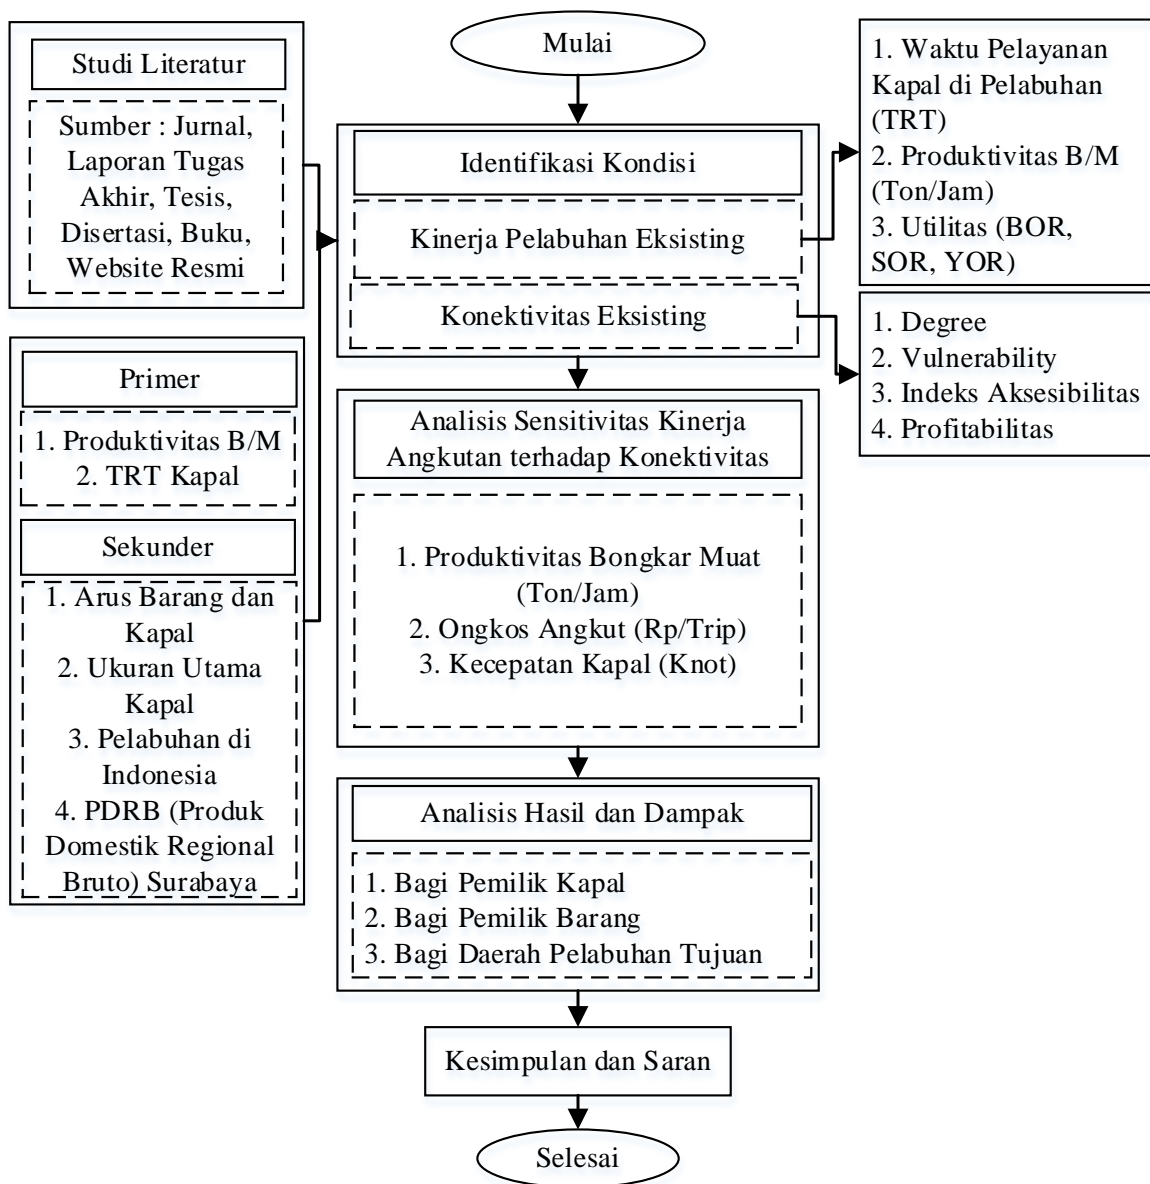 Studi Literatur
Sumber : Jurnal,
Laporan Tugas
Akhir, Tesis,
Disertasi, Buku,
Website Resmi
Primer
1. Produktivitas B/M
2. TRT Kapal
Sekunder
1. Arus Barang dan
Kapal
2. Ukuran Utama
Kapal
3. Pelabuhan di
Indonesia
4. PDRB (Produk
Domestik Regional
Bruto) Surabaya
Mulai
Identifikasi Kondisi
Kinerja Pelabuhan Eksisting
Konektivitas Eksisting
1. Waktu Pelayanan
Kapal di Pelabuhan
(TRT)
2. Produktivitas B/M
(Ton/Jam)
3. Utilitas (BOR,
SOR, YOR)
1. Degree
2. Vulnerability
3. Indeks Aksesibilitas
4. Profitabilitas
Analisis Sensitivitas Kinerja
Angkutan terhadap Konektivitas
1. Produktivitas Bongkar Muat
(Ton/Jam)
2. Ongkos Angkut (Rp/Trip)
3. Kecepatan Kapal (Knot)
Analisis Hasil dan Dampak
1. Bagi Pemilik Kapal
2. Bagi Pemilik Barang
3. Bagi Daerah Pelabuhan Tujuan
Kesimpulan dan Saran
Selesai